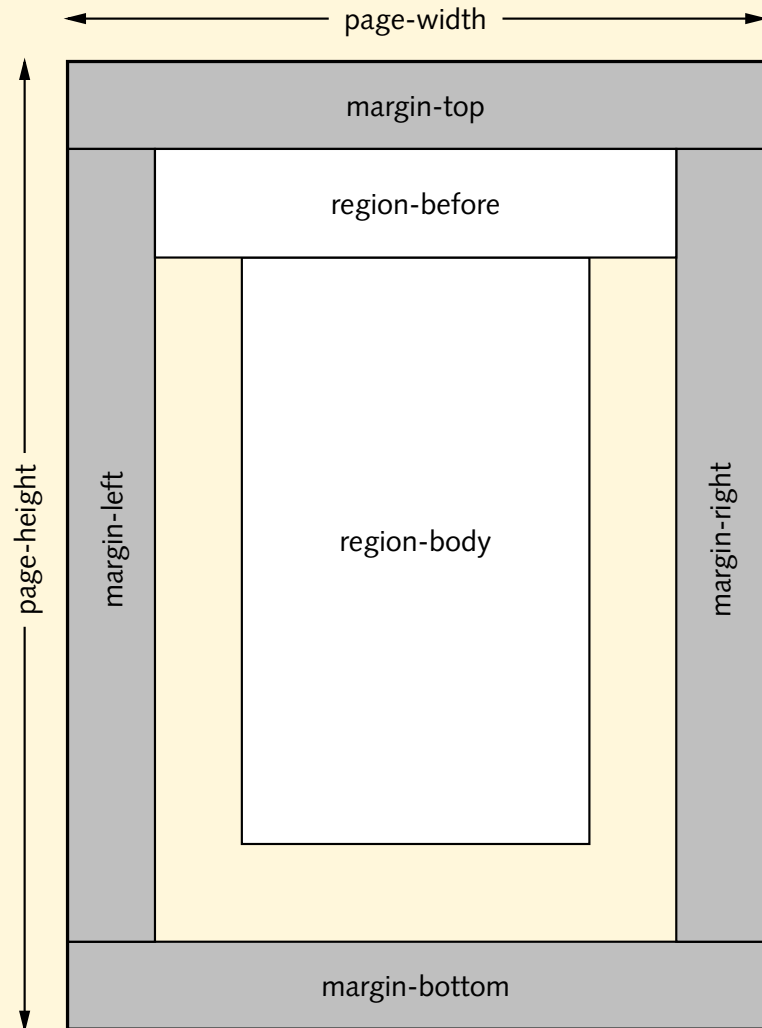 page-width
margin-top
region-before
page-height
margin-left
region-body
margin-right
margin-bottom